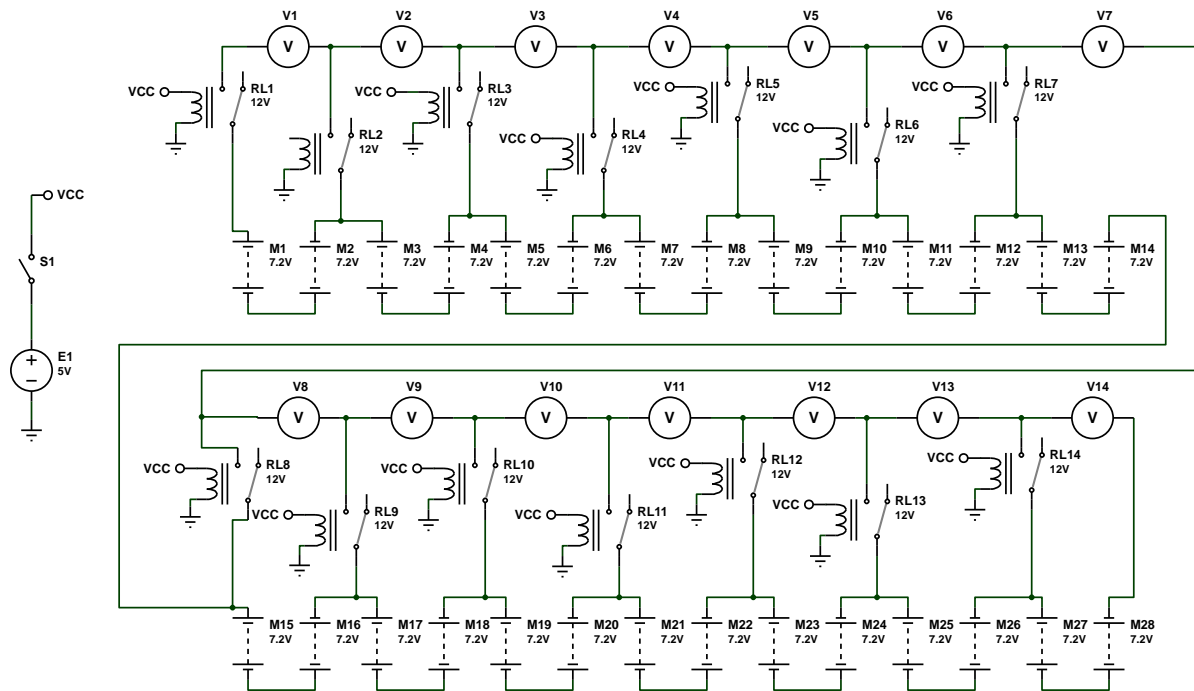 V1 V2 V3 V4 V5 V6 V7
V V V V V V V
VCC RL1 12V VCC RL3 12V VCC RL5 12V VCC RL7 12V
RL2 12V VCC RL4 12V VCC RL6 12V
VCC
S1
E1
5V
M1 M2 M3 M4 M5 M6 M7 M8 M9 M10 M11 M12 M13 M14
7.2V 7.2V 7.2V 7.2V 7.2V 7.2V 7.2V 7.2V 7.2V 7.2V 7.2V 7.2V 7.2V 7.2V
V8 V9 V10 V11 V12 V13 V14
V V V V V V V
VCC RL8 12V VCC RL10 12V VCC RL12 12V VCC RL14 12V
VCC RL9 12V VCC RL11 12V VCC RL13 12V
M15 M16 M17 M18 M19 M20 M21 M22 M23 M24 M25 M26 M27 M28
7.2V 7.2V 7.2V 7.2V 7.2V 7.2V 7.2V 7.2V 7.2V 7.2V 7.2V 7.2V 7.2V 7.2V